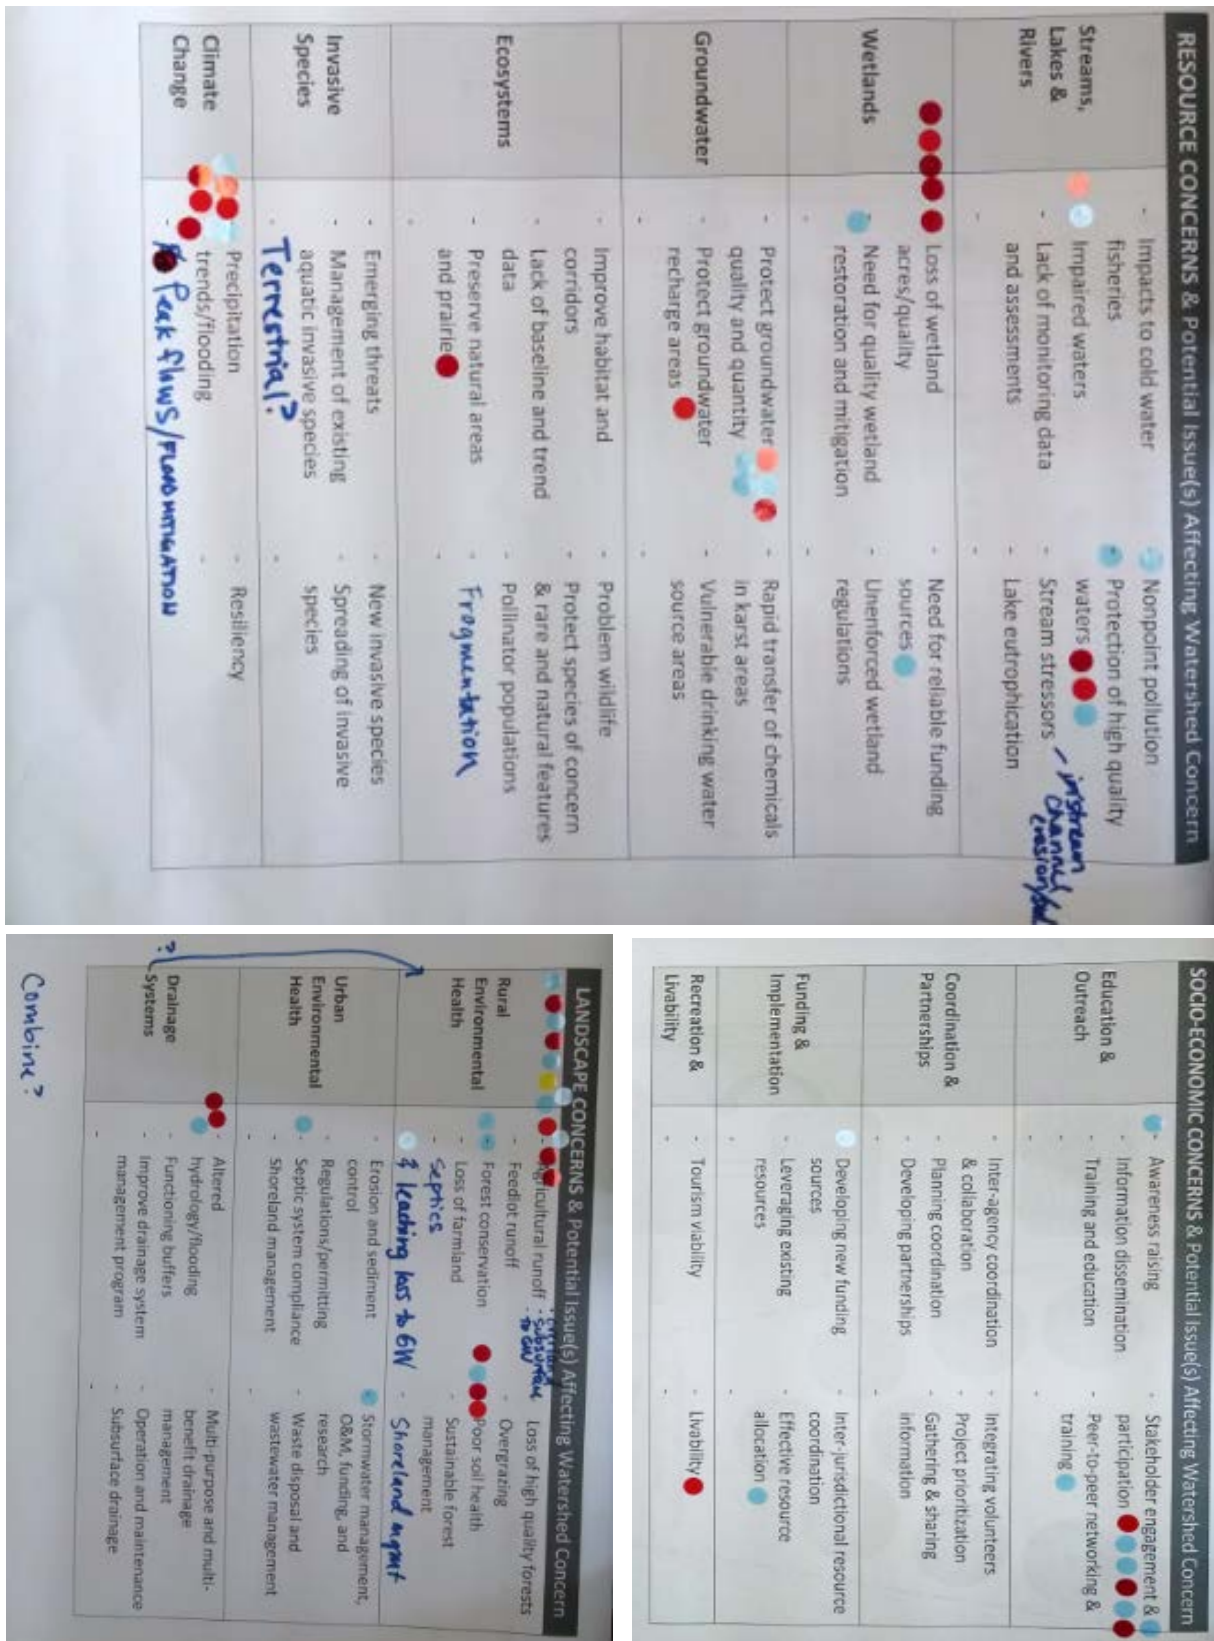 RESOURCE CONCERNS & Potential Issue(s) Affecting Watershed Concern
Streams,
Lakes &
Rivers
- Impacts to cold water
fisheries
- Impaired waters
- Lack of monitoring data
and assessments
-
- Nonpoint pollution
- Protection of high quality
waters
- Stream stressors
- Lake eutrophication
-
instream
channel
Wetlands
- Loss of wetland
acres/quality
- Need for quality wetland
restoration and mitigation
-
- Need for reliable funding
sources
- Unenforced wetland
regulations
-
Groundwater
- Protect groundwater
quality and quantity
- Protect groundwater
recharge areas
-
- Rapid transfer of chemicals
in karst areas
- Vulnerable drinking water
source areas
-
Ecosystems
- Improve habitat and
corridors
- Lack of baseline and trend
data
- Preserve natural areas
and prairie
-
- Problem wildlife
- Protect species of concern
& rare and natural features
- Pollinator populations
- Fragmentation
-
Invasive
Species
- Emerging threats
- Management of existing
aquatic invasive species
- Terrestrial?
- New invasive species
- Spreading of invasive
species
-
Climate
Change
Precipitation
trends/flooding
- Peak flows/FLOOD MITIGATION
- Resiliency
-
LANDSCAPE CONCERNS & Potential Issue(s) Affecting Watershed Concern
Rural
Environmental
Health
- Agricultural runoff
- Feedlot runoff
- Forest conservation
- Loss of farmland
- Septics
& leaching loss to GW
- subsurface
- to GW
Loss of high quality forests
- Overgrazing
Poor soil health
- Sustainable forest
management
- Shoreland mgmt
Urban
Environmental
Health
- Erosion and sediment
control
- Regulations/permitting
- Septic system compliance
- Shoreland management
-
- Stormwater management,
O&M, funding, and
research
- Waste disposal and
wastewater management
-
?
Drainage
Systems
- Altered
hydrology/flooding
- Functioning buffers
- Improve drainage system
management program
-
- Multi-purpose and multi-
benefit drainage
management
- Operation and maintenance
- Subsurface drainage
-
Combine?
SOCIO-ECONOMIC CONCERNS & Potential Issue(s) Affecting Watershed Concern
Education &
Outreach
- Awareness raising
- Information dissemination
- Training and education
-
- Stakeholder engagement &
participation
- Peer-to-peer networking &
training
-
Coordination &
Partnerships
- Inter-agency coordination
& collaboration
- Planning coordination
- Developing partnerships
-
- Integrating volunteers
- Project prioritization
- Gathering & sharing
information
-
Funding &
Implementation
- Developing new funding
sources
- Leveraging existing
resources
-
- Inter-jurisdictional resource
coordination
- Effective resource
allocation
-
Recreation &
Livability
- Tourism viability
-
- Livability
-